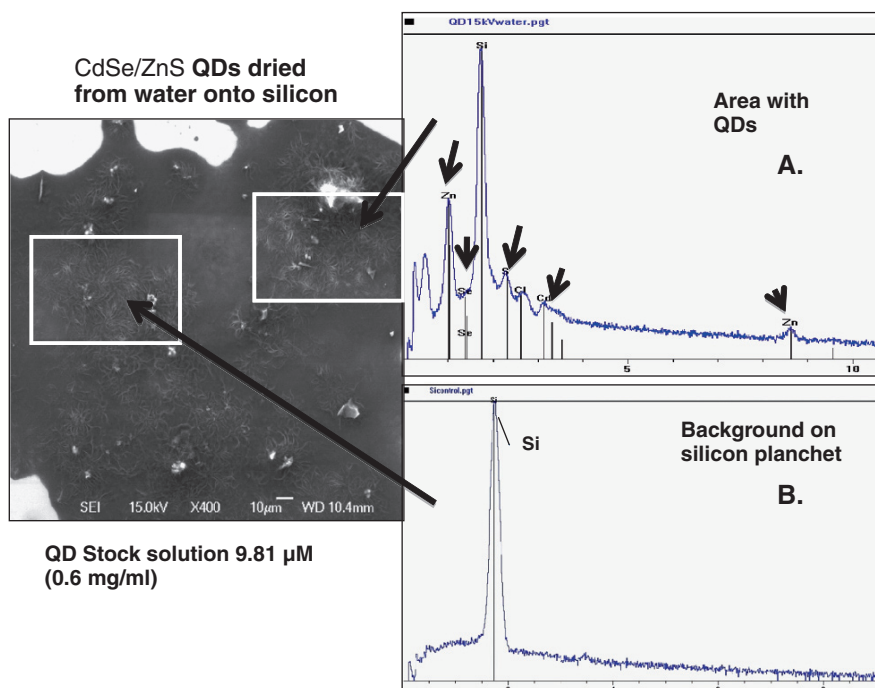 CdSe/ZnS QDs dried
from water onto silicon
SEI 15.0kV X400 10μm WD 10.4mm
QD Stock solution 9.81 μM
(0.6 mg/ml)
QD15kVwater.pgt
Si
Area with
QDs
A.
Zn
Se
S
Cl
Cd
Se
Zn
5
10
Sicontrol.pgt
Si
Si
Background on
silicon planchet
B.